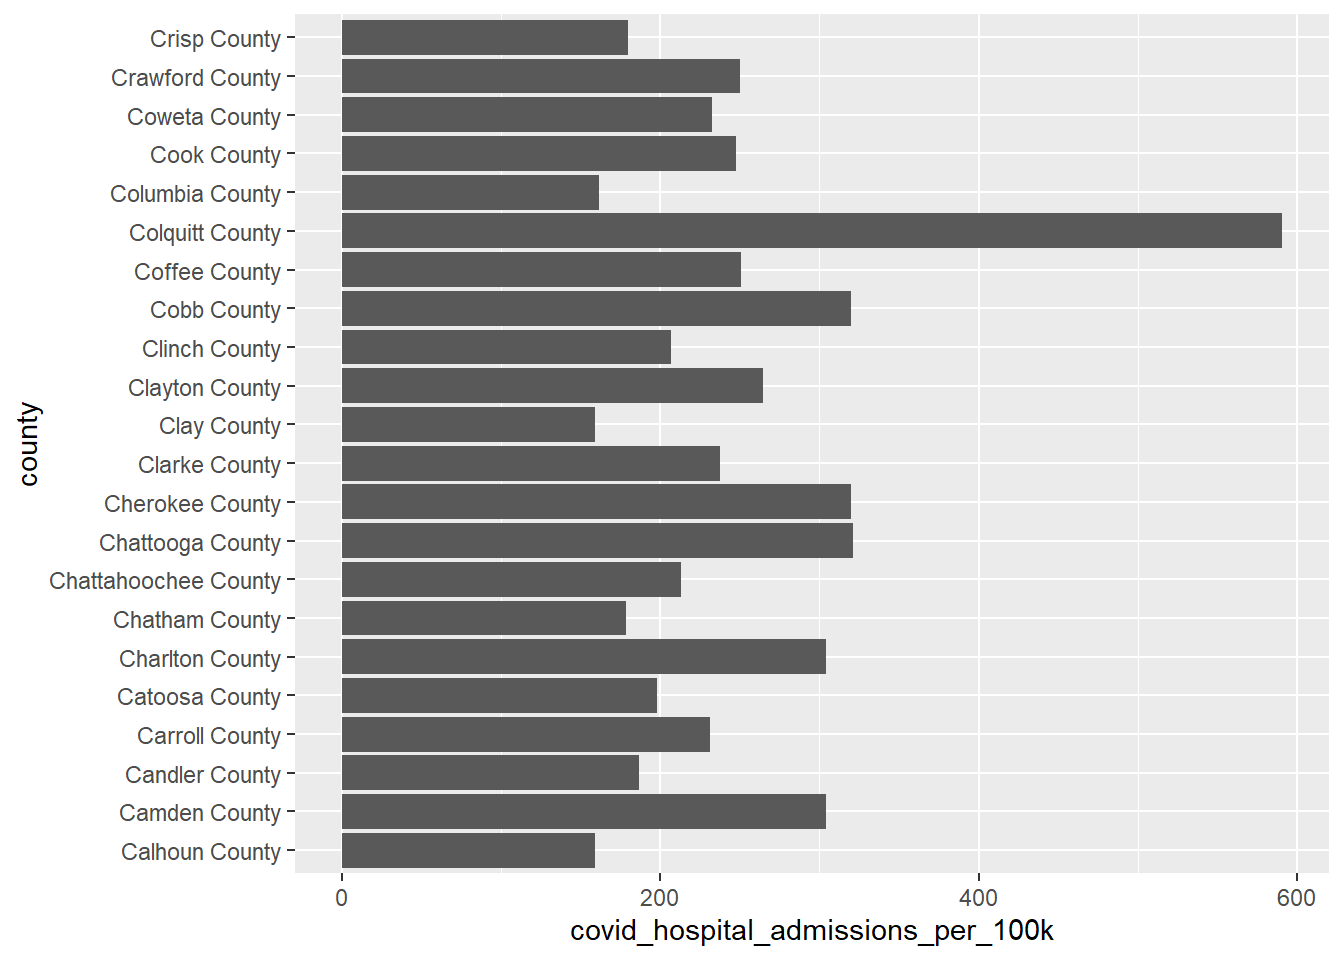 Crisp County
Crawford County
Coweta County
Cook County
Columbia County
Colquitt County
Coffee County
Cobb County
Clinch County
Clayton County
Clay County
Clarke County
Cherokee County
Chattooga County
Chattahoochee County
Chatham County
Charlton County
Catoosa County
Carroll County
Candler County
Camden County
Calhoun County
county
0 200 400 600
covid_hospital_admissions_per_100k